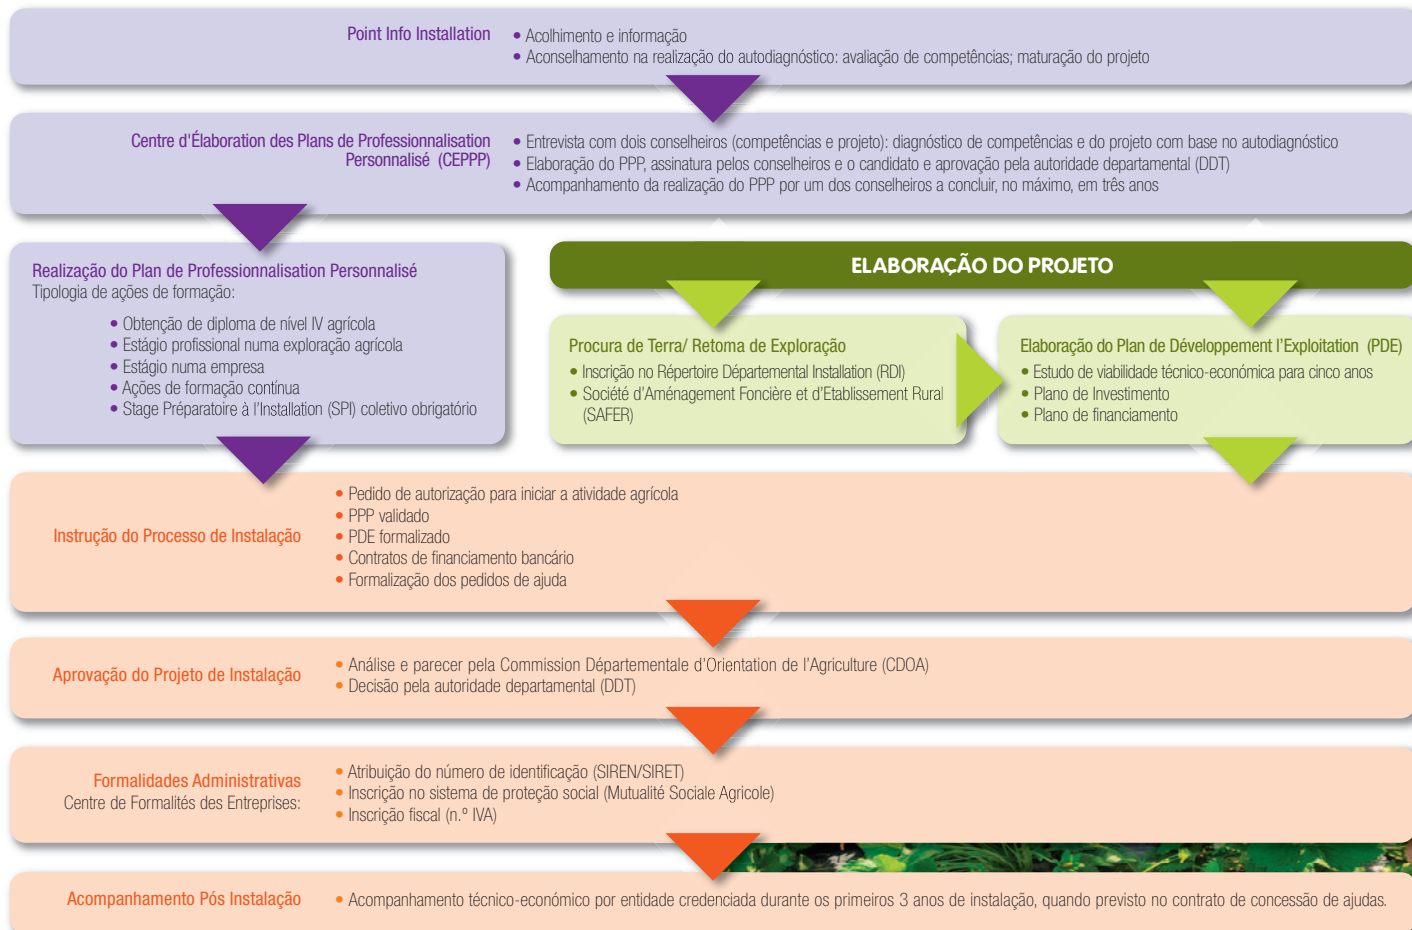 Point Info Installation
• Acolhimento e informação
• Aconselhamento na realização do autodiagnóstico: avaliação de competências; maturação do projeto
Centre d'Élaboration des Plans de Professionnalisation
Personnalisé (CEPPP)
• Entrevista com dois conselheiros (competências e projeto): diagnóstico de competências e do projeto com base no autodiagnóstico
• Elaboração do PPP, assinatura pelos conselheiros e o candidato e aprovação pela autoridade departamental (DDT)
• Acompanhamento da realização do PPP por um dos conselheiros a concluir, no máximo, em três anos
Realização do Plan de Professionnalisation Personnalisé
Tipologia de ações de formação:
• Obtenção de diploma de nível IV agrícola
• Estágio profissional numa exploração agrícola
• Estágio numa empresa
• Ações de formação contínua
• Stage Préparatoire à l'Installation (SPI) coletivo obrigatório
ELABORAÇÃO DO PROJETO
Procura de Terra/ Retoma de Exploração
• Inscrição no Répertoire Départemental Installation (RDI)
• Société d'Aménagement Foncière et d'Etablissement Rural
(SAFER)
Elaboração do Plan de Développement l'Exploitation (PDE)
• Estudo de viabilidade técnico-económica para cinco anos
• Plano de Investimento
• Plano de financiamento
Instrução do Processo de Instalação
• Pedido de autorização para iniciar a atividade agrícola
• PPP validado
• PDE formalizado
• Contratos de financiamento bancário
• Formalização dos pedidos de ajuda
Aprovação do Projeto de Instalação
• Análise e parecer pela Commission Départementale d'Orientation de l'Agriculture (CDOA)
• Decisão pela autoridade departamental (DDT)
Formalidades Administrativas
Centre de Formalités des Entreprises:
• Atribuição do número de identificação (SIREN/SIRET)
• Inscrição no sistema de proteção social (Mutualité Sociale Agricole)
• Inscrição fiscal (n.º IVA)
Acompanhamento Pós Instalação
• Acompanhamento técnico-económico por entidade credenciada durante os primeiros 3 anos de instalação, quando previsto no contrato de concessão de ajudas.